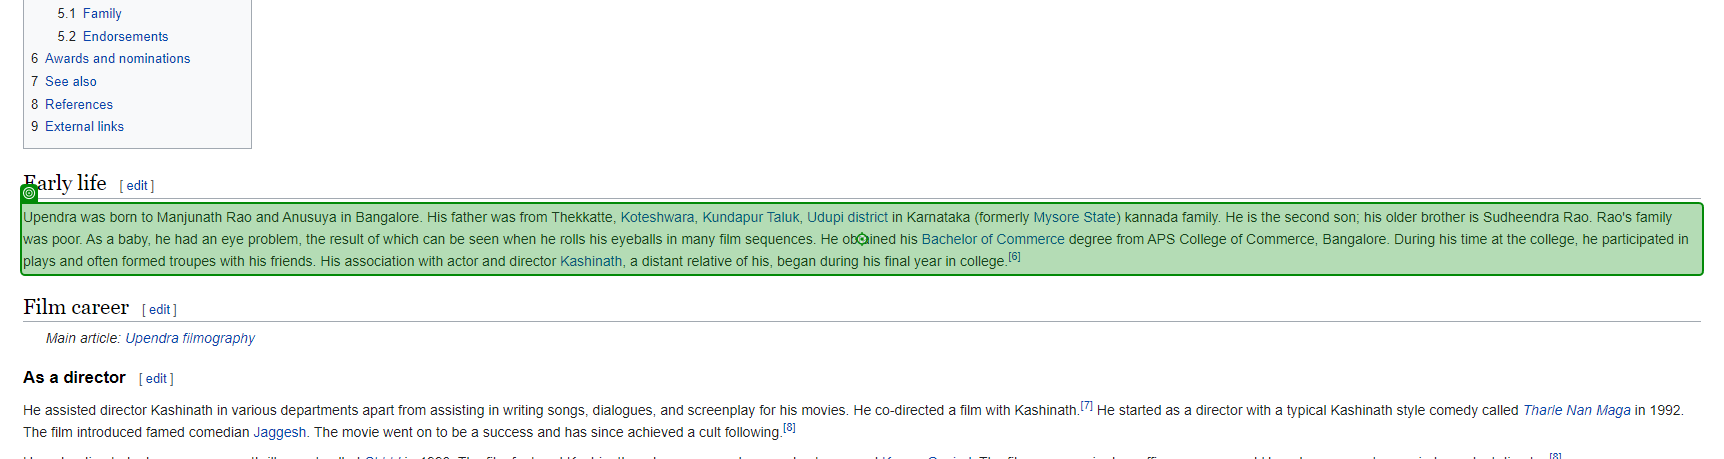 5.1 Family
5.2 Endorsements
6 Awards and nominations
7 See also
8 References
9 External links
Early life [ edit ]
Upendra was born to Manjunath Rao and Anusuya in Bangalore. His father was from Thekkatte, Koteshwara, Kundapur Taluk, Udupi district in Karnataka (formerly Mysore State) kannada family. He is the second son; his older brother is Sudheendra Rao. Rao's family
was poor. As a baby, he had an eye problem, the result of which can be seen when he rolls his eyeballs in many film sequences. He obtained his Bachelor of Commerce degree from APS College of Commerce, Bangalore. During his time at the college, he participated in
plays and often formed troupes with his friends. His association with actor and director Kashinath, a distant relative of his, began during his final year in college.[6]
Film career [ edit ]
Main article: Upendra filmography
As a director [ edit ]
He assisted director Kashinath in various departments apart from assisting in writing songs, dialogues, and screenplay for his movies. He co-directed a film with Kashinath.[7] He started as a director with a typical Kashinath style comedy called Tharle Nan Maga in 1992.
The film introduced famed comedian Jaggesh. The movie went on to be a success and has since achieved a cult following.[8]
[8]